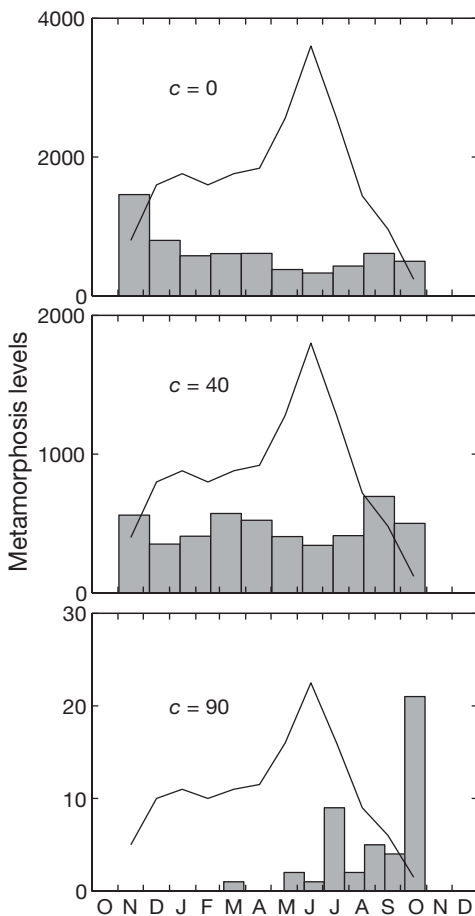 4000
c = 0
2000
0
2000
c = 40
1000
0
Metamorphosis levels
30
c = 90
20
10
0
O N D J F M A M J J A S O N D